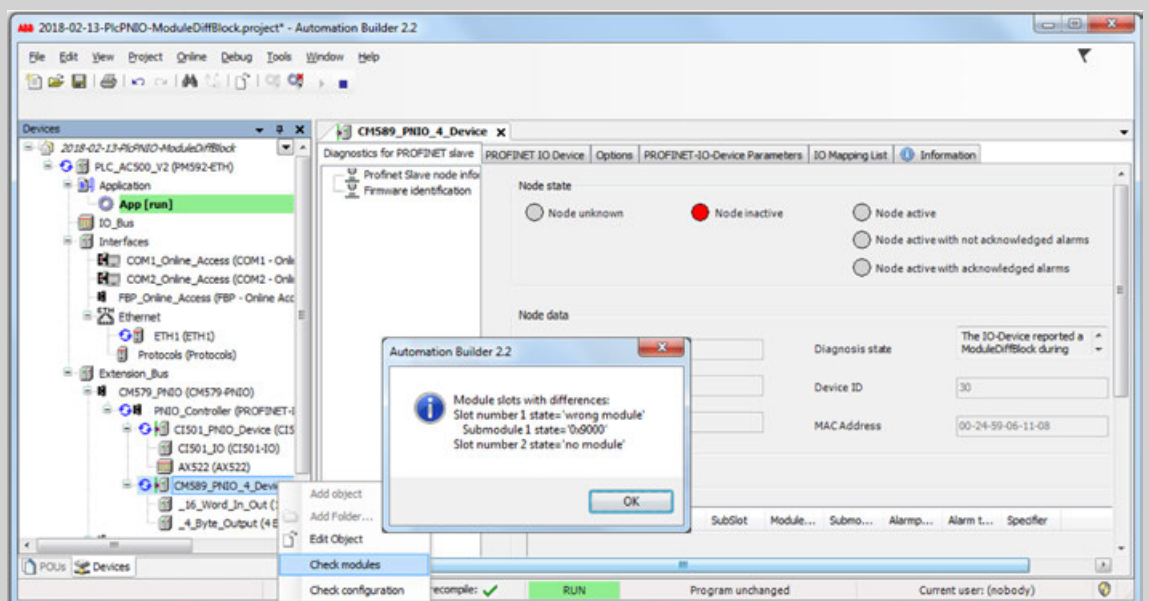 ABB 2018-02-13-PlcPNIO-ModuleDiffBlock.project* - Automation Builder 2.2
File Edit View Project Online Debug Tools Window Help
Devices
CM589_PNIO_4_Device
2018-02-13-PlcPNIO-ModuleDiffBlock
PLC_AC500_V2 (PM592-ETH)
Application
App [run]
IO_Bus
Interfaces
COM1_Online_Access (COM1 - Onli
COM2_Online_Access (COM2 - Onli
FBP_Online_Access (FBP - Online Acc
Ethernet
ETH1 (ETH1)
Protocols (Protocols)
Extension_Bus
CM579_PNIO (CM579-PNIO)
PNIO_Controller (PROFINET-I
CI501_PNIO_Device (CI5
CI501_IO (CI501-IO)
AX522 (AX522)
CM589_PNIO_4_Devi
_16_Word_In_Out (
_4_Byte_Output (4 B
POUs Devices
Diagnostics for PROFINET slave PROFINET IO Device Options PROFINET-IO-Device Parameters IO Mapping List Information
Profinet Slave node info
Firmware identification
Node state
Node unknown Node inactive Node active
Node active with not acknowledged alarms
Node active with acknowledged alarms
Node data
Diagnosis state The IO-Device reported a
ModuleDiffBlock during
Device ID 30
MAC Address 00-24-59-06-11-08
SubSlot Module... Submo... Alarmp... Alarm t... Specifier
Automation Builder 2.2
Module slots with differences:
Slot number 1 state='wrong module'
Submodule 1 state='0x9000'
Slot number 2 state='no module'
OK
Add object
Add Folder...
Edit Object
Check modules
Check configuration
recompile: RUN Program unchanged Current user: (nobody)